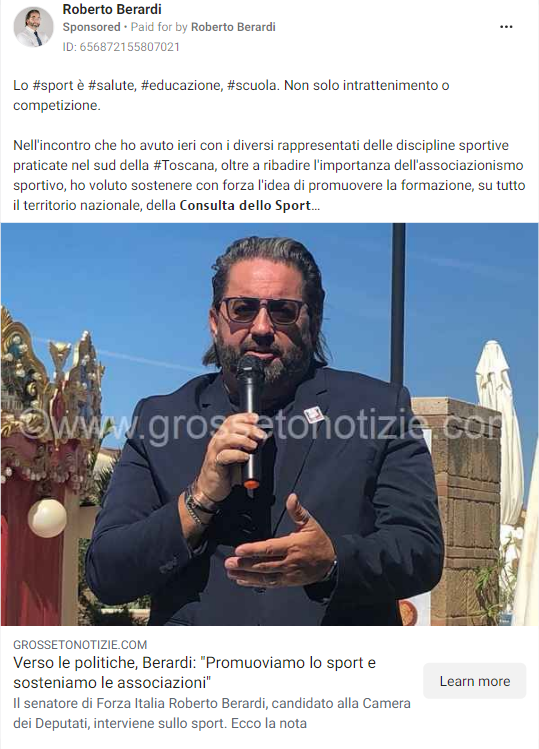 Roberto Berardi
Sponsored • Paid for by Roberto Berardi
ID: 656872155807021
Lo #sport è #salute, #educazione, #scuola. Non solo intrattenimento o
competizione.
Nell'incontro che ho avuto ieri con i diversi rappresentati delle discipline sportive
praticate nel sud della #Toscana, oltre a ribadire l'importanza dell'associazionismo
sportivo, ho voluto sostenere con forza l'idea di promuovere la formazione, su tutto
il territorio nazionale, della Consulta dello Sport...
©www.grossetonotizie.com
GROSSETONOTIZIE.COM
Verso le politiche, Berardi: "Promuoviamo lo sport e
sosteniamo le associazioni"
Learn more
Il senatore di Forza Italia Roberto Berardi, candidato alla Camera
dei Deputati, interviene sullo sport. Ecco la nota